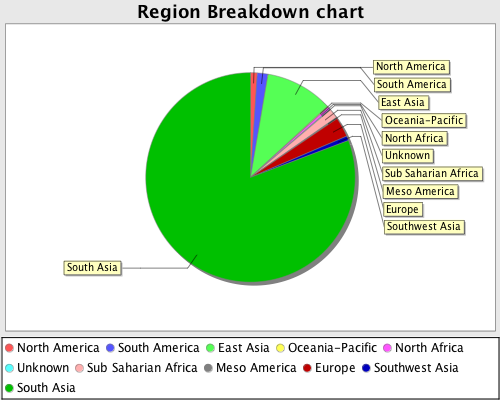 Region Breakdown chart
North America
South America
East Asia
Oceania-Pacific
North Africa
Unknown
Sub Saharian Africa
Meso America
Europe
Southwest Asia
South Asia
North America South America East Asia Oceania-Pacific North Africa
Unknown Sub Saharian Africa Meso America Europe Southwest Asia
South Asia